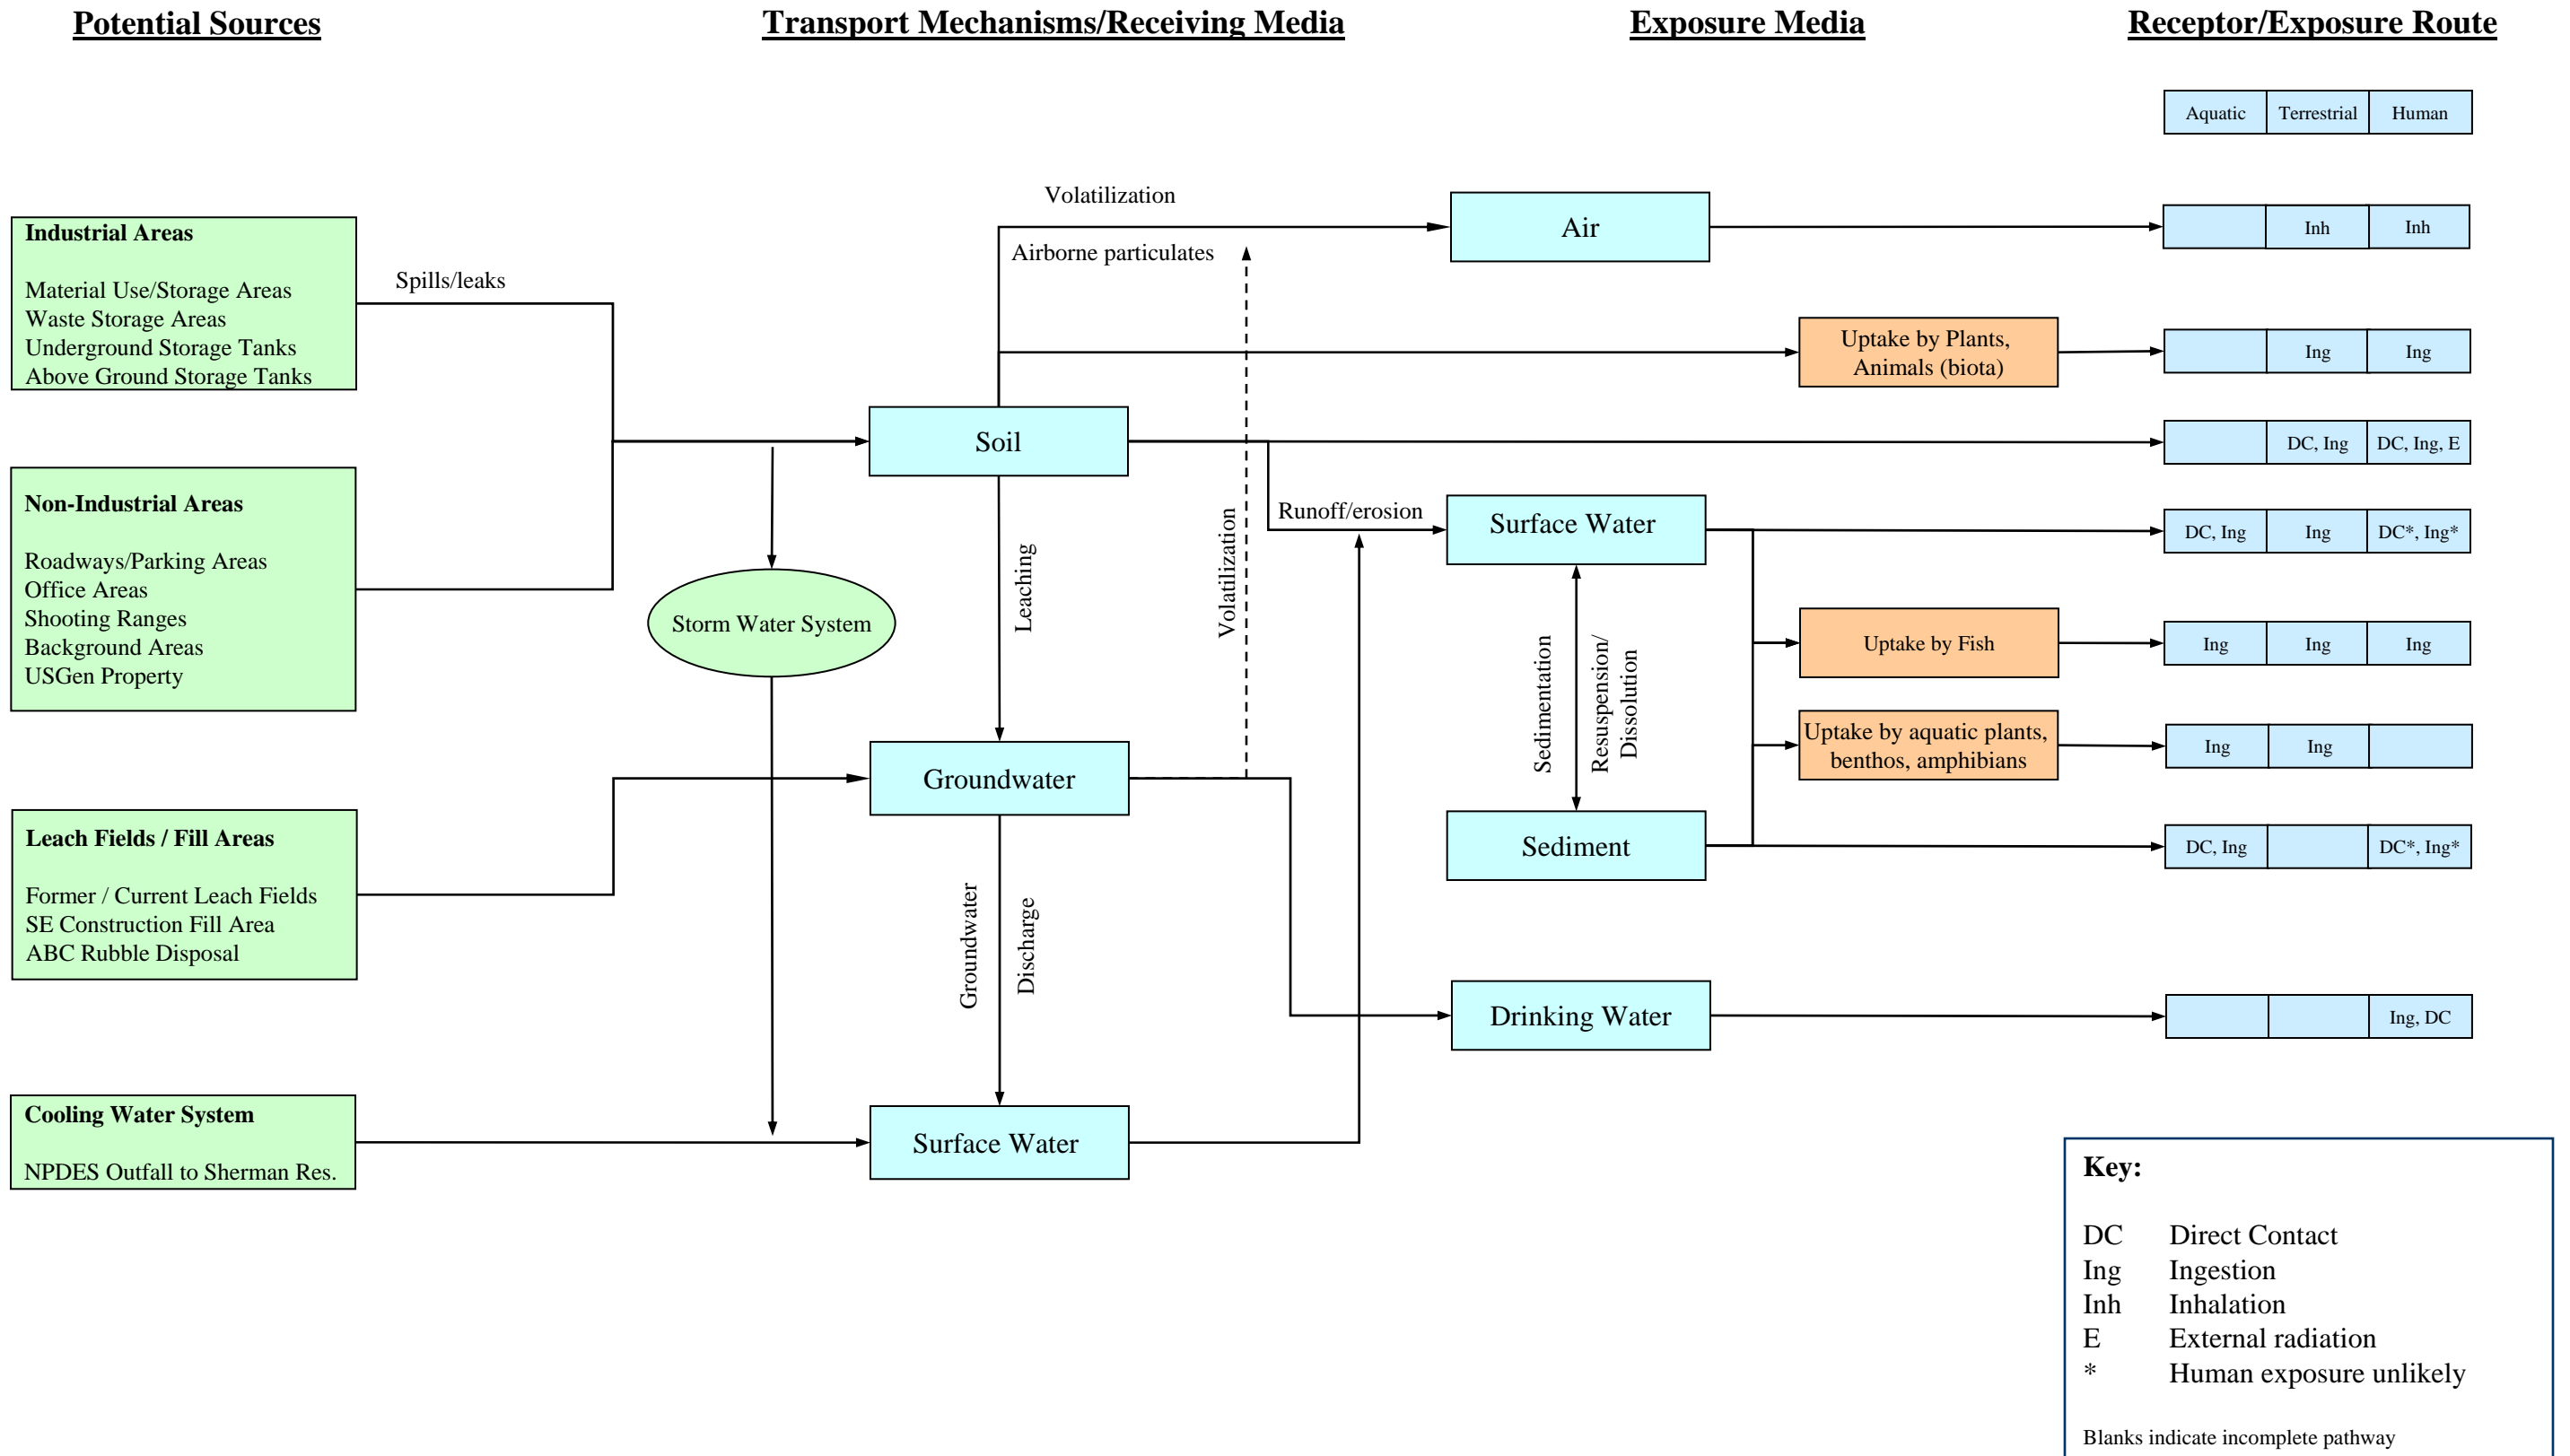 Potential Sources
Transport Mechanisms/Receiving Media
Exposure Media
Receptor/Exposure Route
Aquatic
Terrestrial
Human
Industrial Areas
Material Use/Storage Areas
Waste Storage Areas
Underground Storage Tanks
Above Ground Storage Tanks
Spills/leaks
Non-Industrial Areas
Roadways/Parking Areas
Office Areas
Shooting Ranges
Background Areas
USGen Property
Leach Fields / Fill Areas
Former / Current Leach Fields
SE Construction Fill Area
ABC Rubble Disposal
Cooling Water System
NPDES Outfall to Sherman Res.
Storm Water System
Volatilization
Airborne particulates
Soil
Leaching
Volatilization
Groundwater
Groundwater
Discharge
Surface Water
Runoff/erosion
Air
Inh
Inh
Uptake by Plants,
Animals (biota)
Ing
Ing
DC, Ing
DC, Ing, E
Surface Water
DC, Ing
Ing
DC*, Ing*
Sedimentation
Resuspension/
Dissolution
Uptake by Fish
Ing
Ing
Ing
Uptake by aquatic plants,
benthos, amphibians
Ing
Ing
Sediment
DC, Ing
DC*, Ing*
Drinking Water
Ing, DC
Key:
DC Direct Contact
Ing Ingestion
Inh Inhalation
E External radiation
* Human exposure unlikely
Blanks indicate incomplete pathway